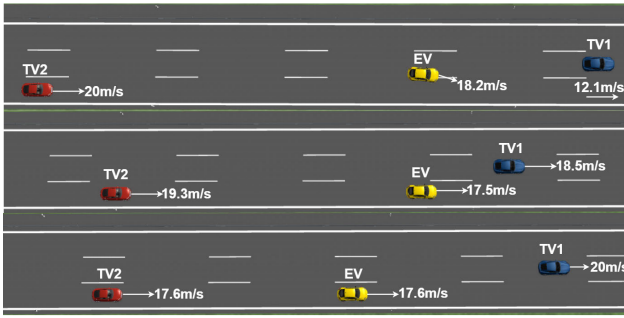 TV1
EV
TV2
20m/s
18.2m/s
12.1m/s
TV1
TV2
EV
18.5m/s
19.3m/s
17.5m/s
TV1
TV2
EV
20m/s
17.6m/s
17.6m/s